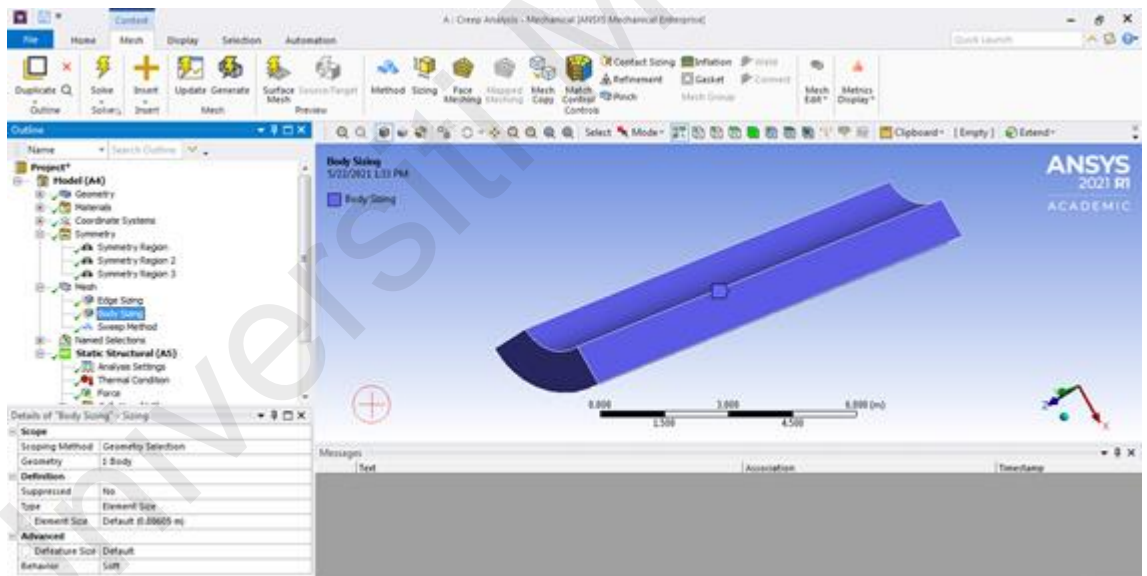 Context
A : Creep Analysis - Mechanical [ANSYS Mechanical Enterprise]
File Home Mesh Display Selection Automation
Quick Launch
Duplicate Q Solve Insert Update Generate Surface Mesh Source/Target Method Sizing Face Meshing Mapped Meshing Mesh Copy Match Control
Contact Sizing Inflation Weld
Refinement Gasket Connect
Pinch Mesh Group
Mesh Edit Metrics Display
Outline Solver Insert Mesh Preview Controls
Outline
Name Search Outline
Select Mode Clipboard [Empty] Extend
Project*
Model (A4)
Geometry
Materials
Coordinate Systems
Symmetry
Symmetry Region
Symmetry Region 2
Symmetry Region 3
Mesh
Edge Sizing
Body Sizing
Sweep Method
Named Selections
Static Structural (A5)
Analysis Settings
Thermal Condition
Force
Body Sizing
5/22/2021 1:33 PM
Body Sizing
ANSYS
2021 R1
ACADEMIC
0.000 3.000 6.000 (m)
1.500 4.500
Z X
Details of "Body Sizing" - Sizing
Scope
Scoping Method Geometry Selection
Geometry 1 Body
Definition
Suppressed No
Type Element Size
Element Size Default
Advanced
Defeature Size Default
Behavior Soft
Messages
Text Association Timestamp